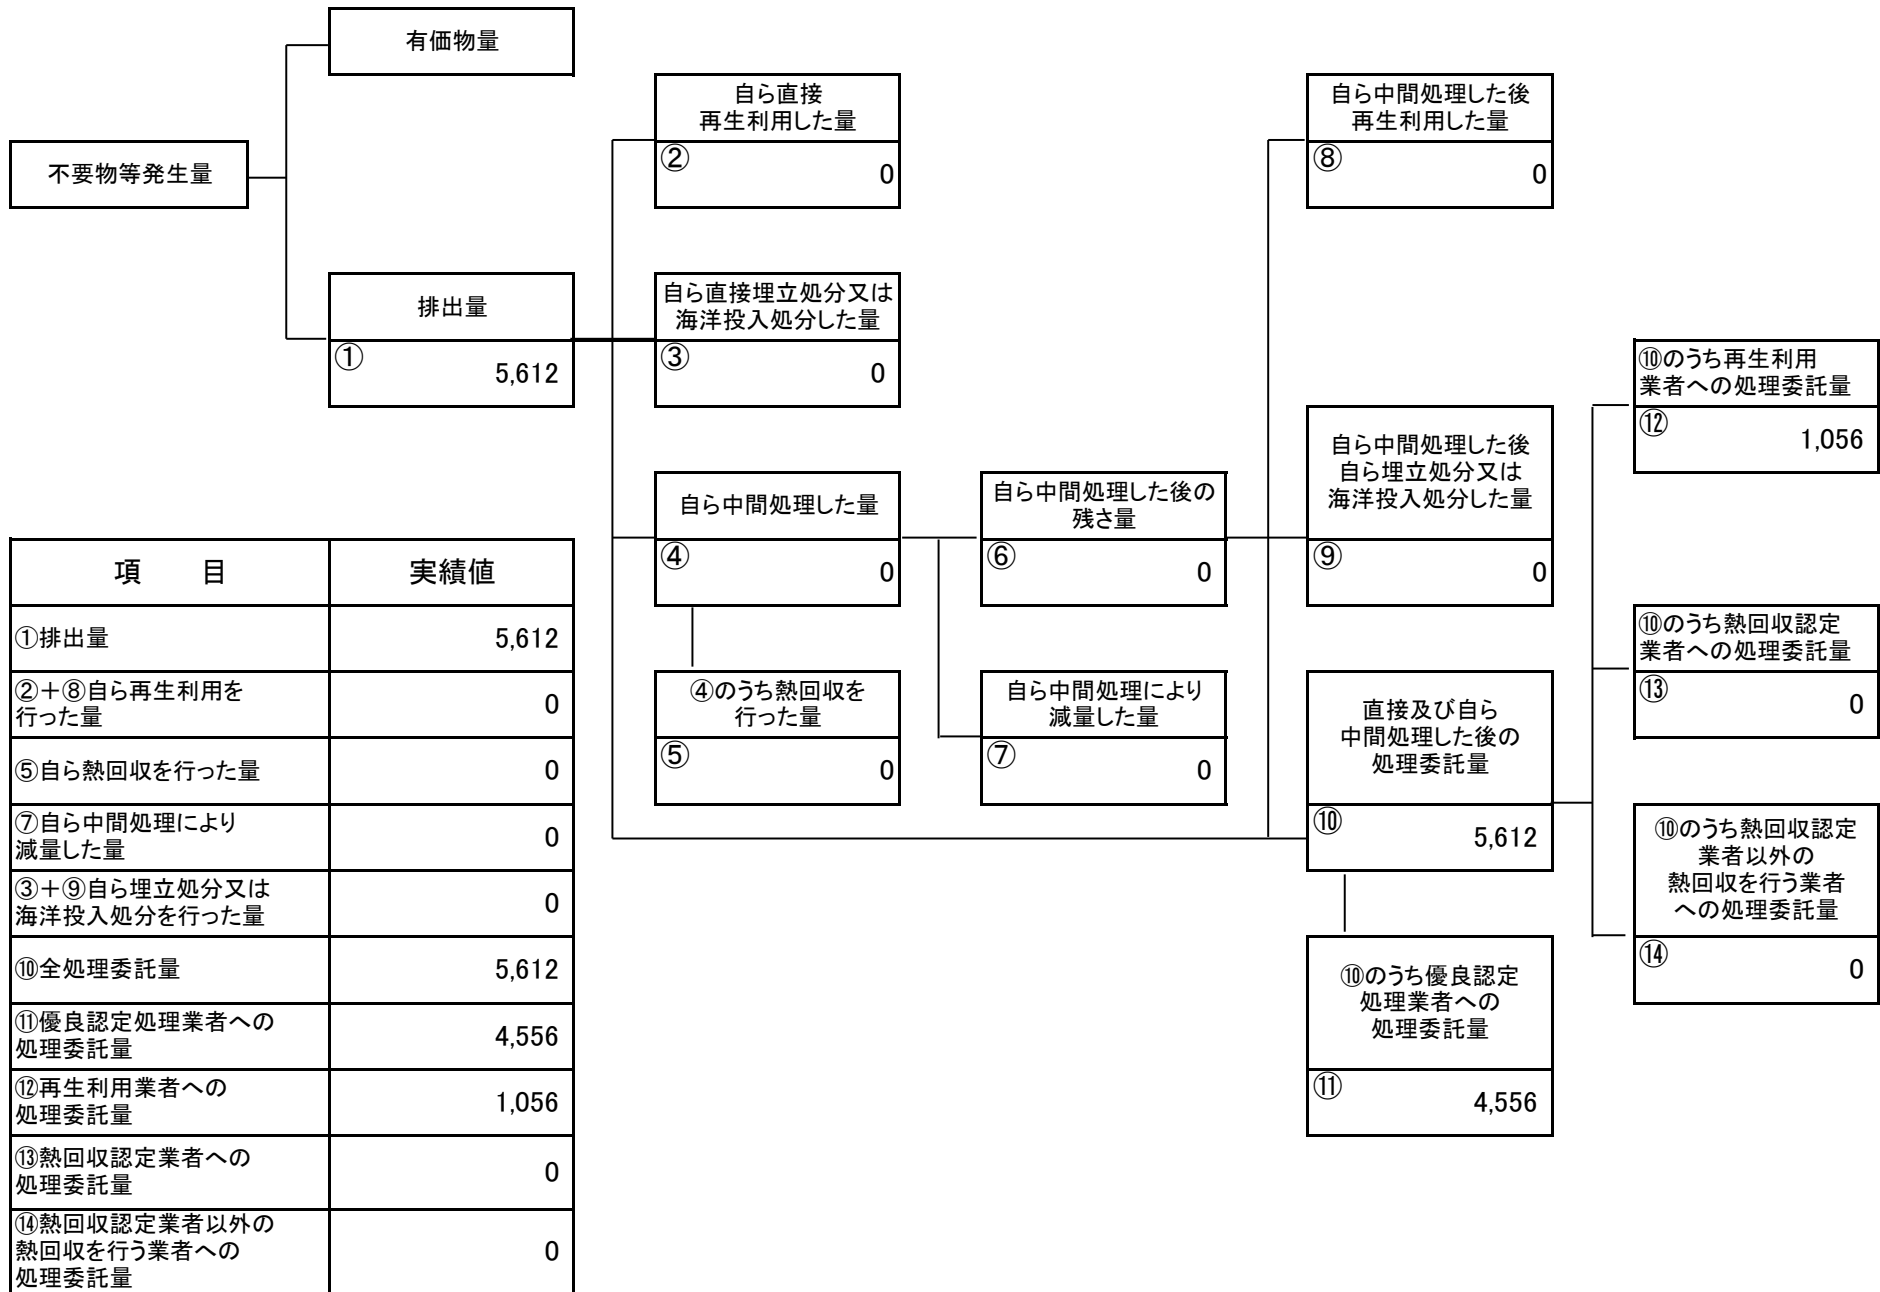 有価物量
不要物等発生量
排出量
①
5,612
自ら直接
再生利用した量
②
0
自ら直接埋立処分又は
海洋投入処分した量
③
0
自ら中間処理した量
④
0
④のうち熱回収を
行った量
⑤
0
自ら中間処理した後の
残さ量
⑥
0
自ら中間処理により
減量した量
⑦
0
自ら中間処理した後
再生利用した量
⑧
0
自ら中間処理した後
自ら埋立処分又は
海洋投入処分した量
⑨
0
直接及び自ら
中間処理した後の
処理委託量
⑩
5,612
⑩のうち優良認定
処理業者への
処理委託量
⑪
4,556
⑩のうち再生利用
業者への処理委託量
⑫
1,056
⑩のうち熱回収認定
業者への処理委託量
⑬
0
⑩のうち熱回収認定
業者以外の
熱回収を行う業者
への処理委託量
⑭
0
項　　目 実績値
①排出量 5,612
②＋⑧自ら再生利用を
行った量 0
⑤自ら熱回収を行った量 0
⑦自ら中間処理により
減量した量 0
③＋⑨自ら埋立処分又は
海洋投入処分を行った量 0
⑩全処理委託量 5,612
⑪優良認定処理業者への
処理委託量 4,556
⑫再生利用業者への
処理委託量 1,056
⑬熱回収認定業者への
処理委託量 0
⑭熱回収認定業者以外の
熱回収を行う業者への
処理委託量 0